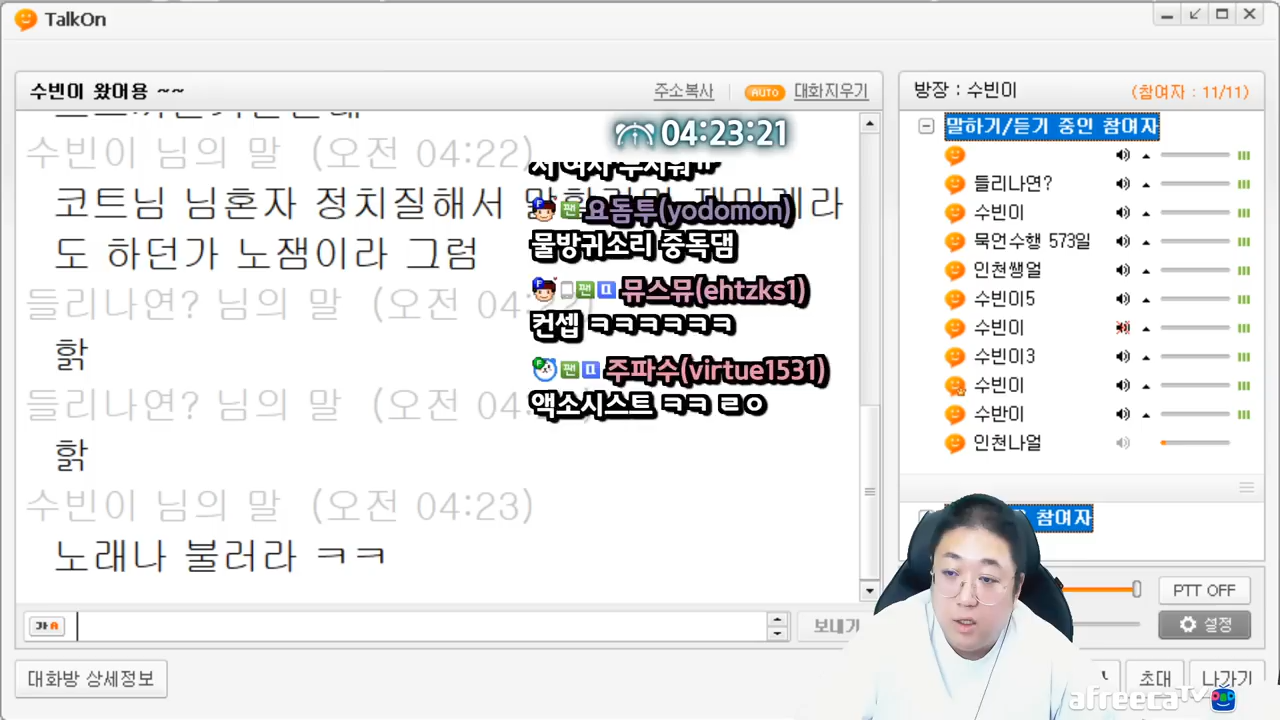 TalkOn
수빈이 왔어용 ~~
주소복사
AUTO 대화지우기
04:23:21
수빈이 님의 말 (오전 04:22)
코트님 님혼자 정치질해서
도 하던가 노잼이라 그럼
들리나연? 님의 말 (오전
핡
들리나연? 님의 말 (오전
핡
수빈이 님의 말 (오전 04:23)
노래나 불러라 ㅋㅋ
요돔투(yodomon)
물방귀소리 중독댐
뮤스뮤(ehtzks1)
컨셉 ㅋㅋㅋㅋㅋㅋ
주파수(virtue1531)
액소시스트 ㅋㅋ ㄹㅇ
보내기
대화방 상세정보
방장 : 수빈이 (참여자 : 11/11)
말하기/듣기 중인 참여자
들리나연?
수빈이
묵언수행 573일
인천쌩얼
수빈이5
수빈이
수빈이3
수빈이
수반이
인천나얼
참여자
PTT OFF
설정
초대
나가기
afreecaTV